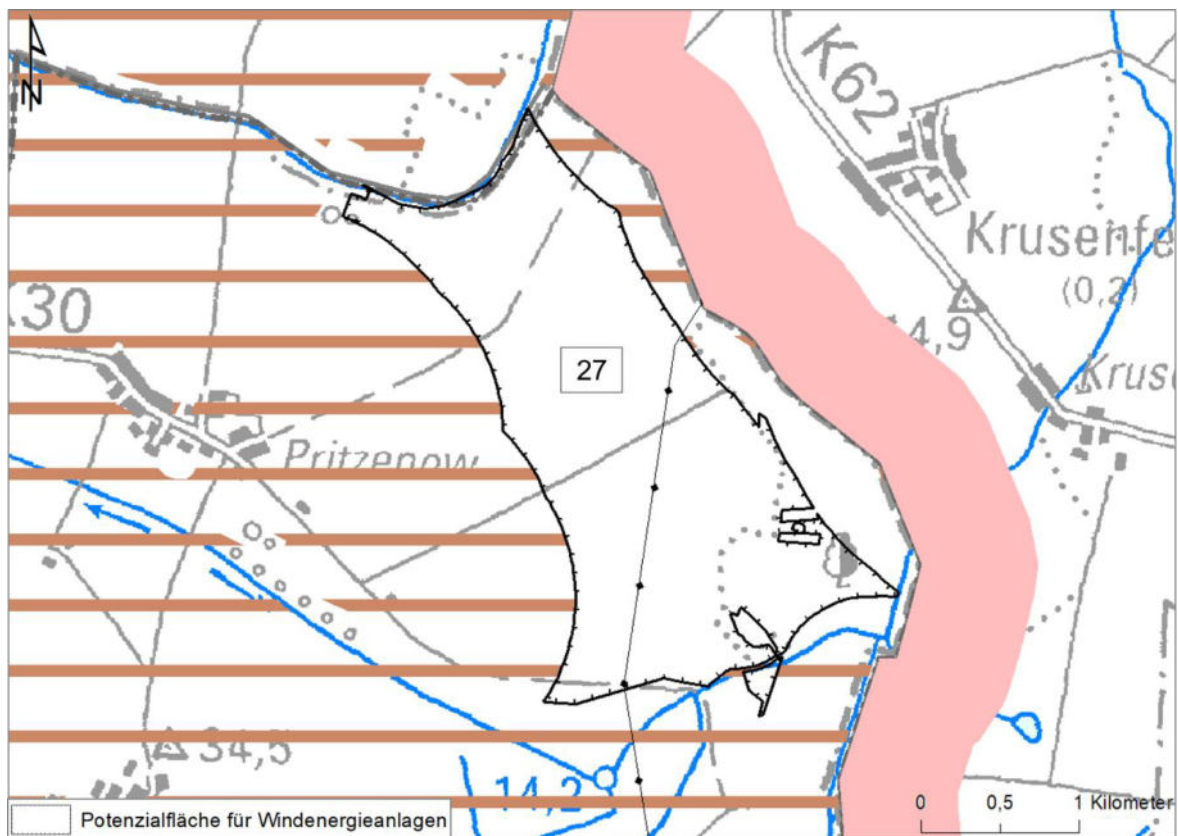 N
K62
Krusenfe
(0,2)
14,9
Kruse
.30
27
Pritzenow
34,5
14,2
Potenzialfläche für Windenergieanlagen
0 0,5 1 Kilometer